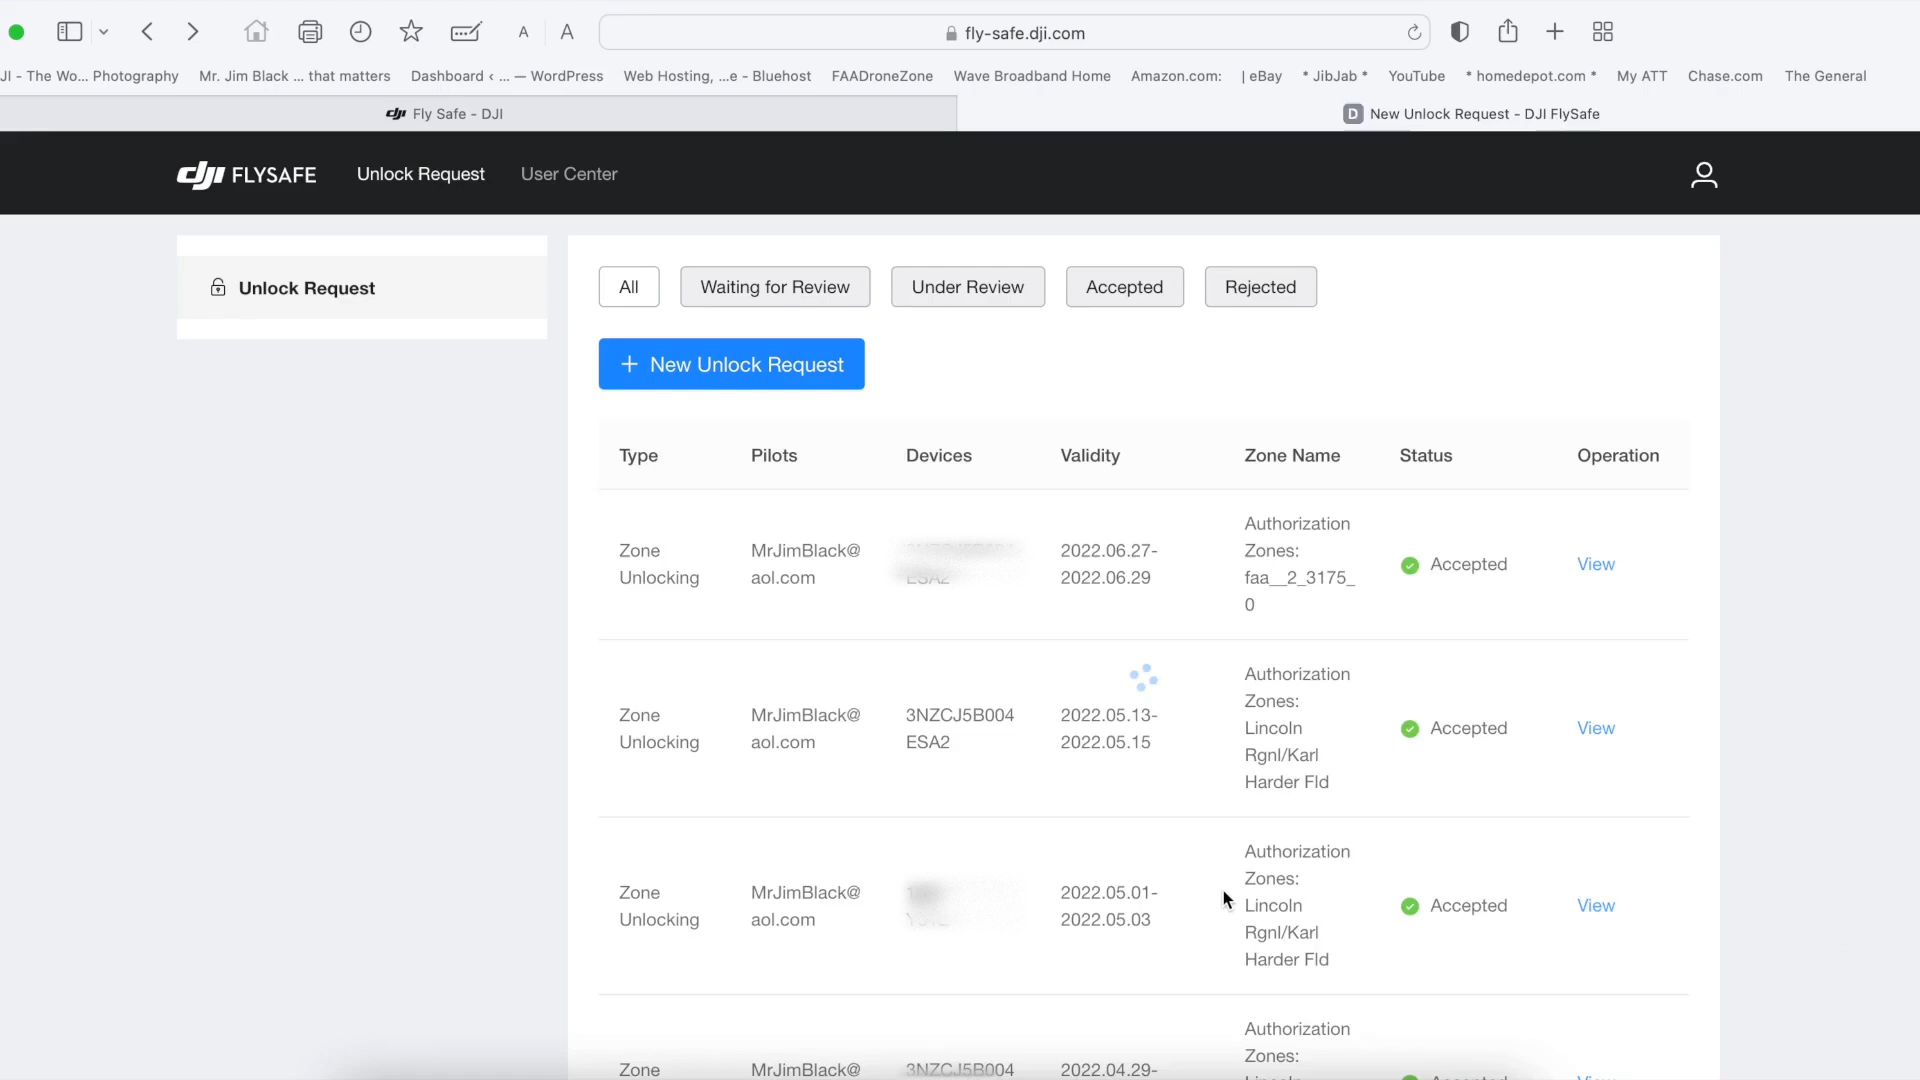 A A fly-safe.dji.com
JI - The Wo... Photography Mr. Jim Black ... that matters Dashboard ‹ ... — WordPress Web Hosting, ...e - Bluehost FAADroneZone Wave Broadband Home Amazon.com: | eBay * JibJab * YouTube * homedepot.com * My ATT Chase.com The General
dji Fly Safe - DJI D New Unlock Request - DJI FlySafe
dji FLYSAFE Unlock Request User Center
Unlock Request
All Waiting for Review Under Review Accepted Rejected
+ New Unlock Request
Type Pilots Devices Validity Zone Name Status Operation
Zone Unlocking MrJimBlack@aol.com ESA2 2022.06.27-2022.06.29 Authorization Zones: faa__2_3175_0 Accepted View
Zone Unlocking MrJimBlack@aol.com 3NZCJ5B004ESA2 2022.05.13-2022.05.15 Authorization Zones: Lincoln Rgnl/Karl Harder Fld Accepted View
Zone Unlocking MrJimBlack@aol.com 2022.05.01-2022.05.03 Authorization Zones: Lincoln Rgnl/Karl Harder Fld Accepted View
Zone MrJimBlack@ 3NZCJ5B004 2022.04.29- Authorization Zones: